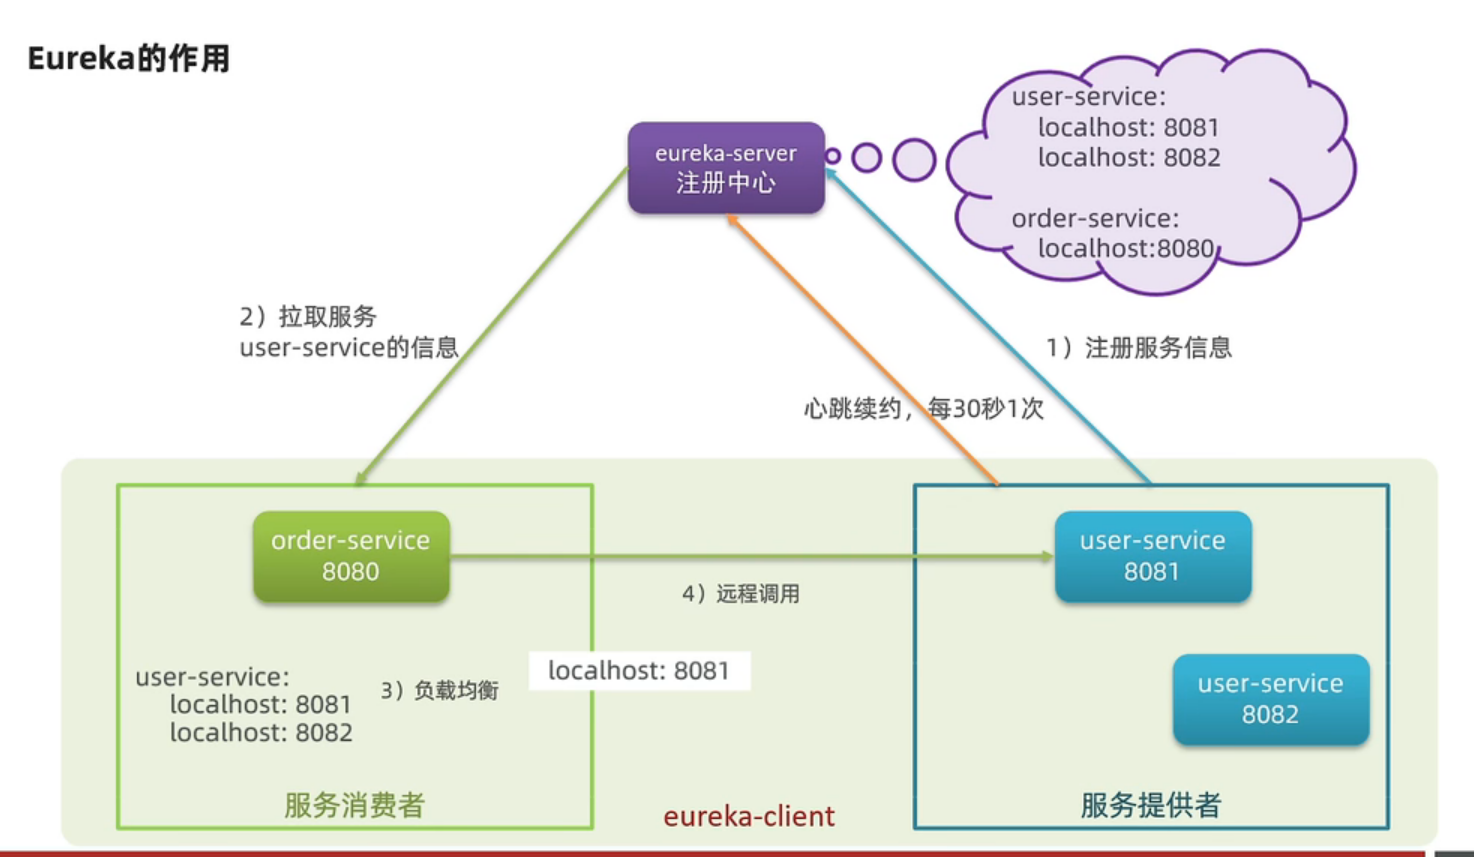 Eureka的作用
eureka-server
注册中心
user-service:
localhost: 8081
localhost: 8082
order-service:
localhost:8080
2）拉取服务
user-service的信息
1）注册服务信息
心跳续约，每30秒1次
order-service
8080
4）远程调用
user-service
8081
user-service:
localhost: 8081
localhost: 8082
3）负载均衡
localhost: 8081
user-service
8082
服务消费者
eureka-client
服务提供者